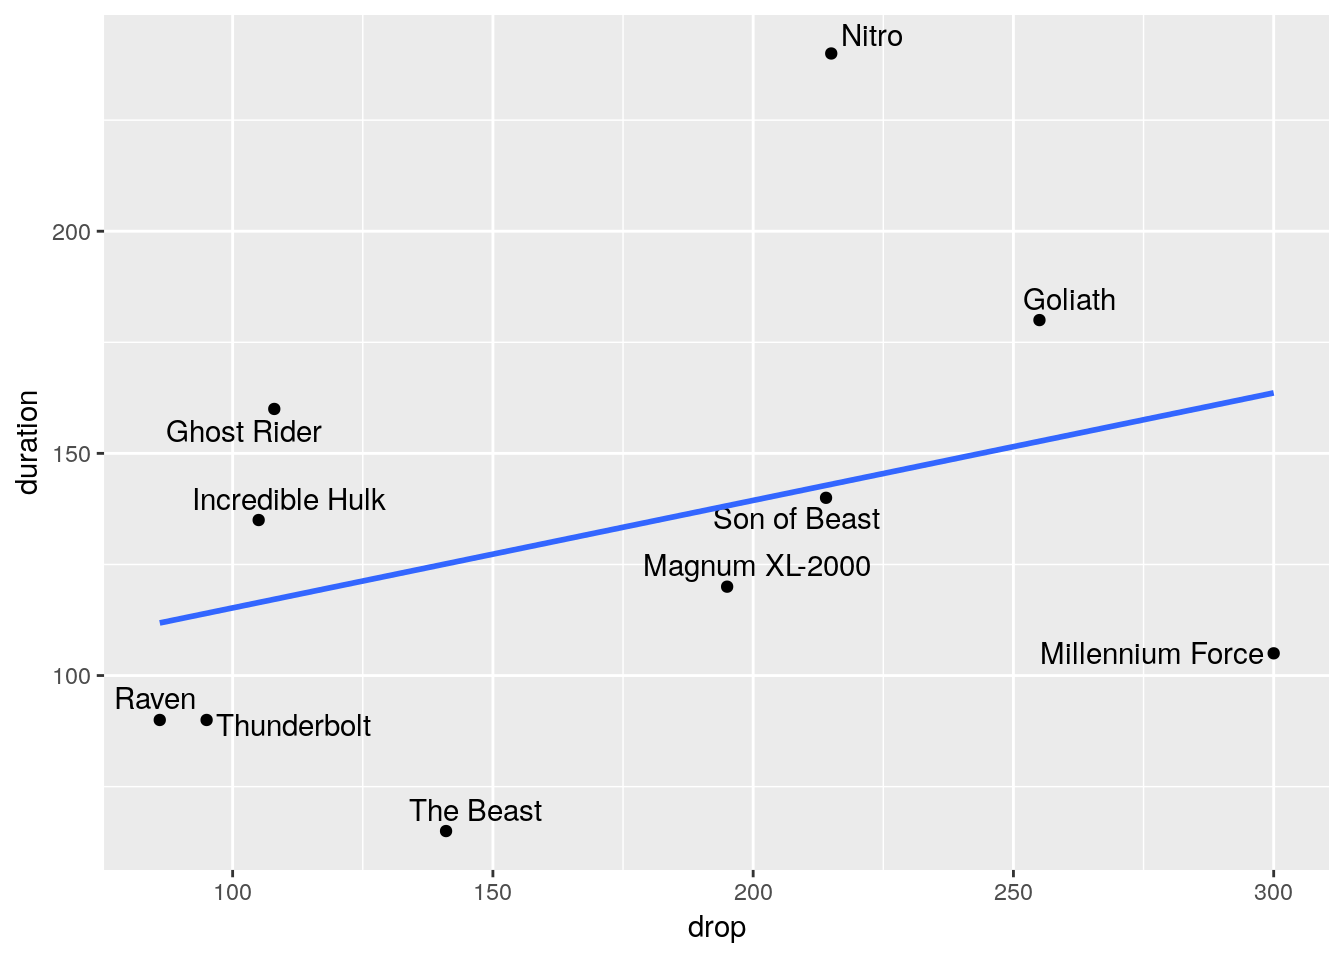 Nitro
200
Goliath
Ghost Rider
150
duration
Incredible Hulk
Son of Beast
Magnum XL-2000
Millennium Force
100
Raven
Thunderbolt
The Beast
100
150
200
250
300
drop